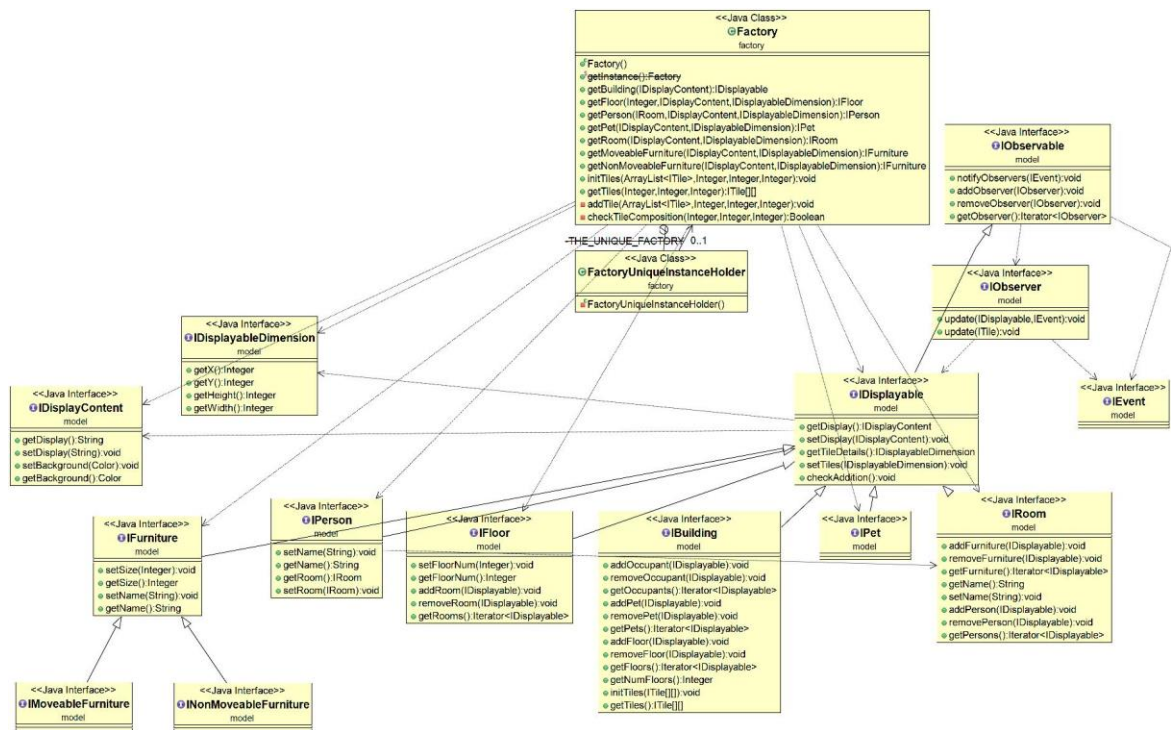 <<Java Class>>
Factory
factory
Factory()
getInstance():Factory
getBuilding(IDisplayContent):IDisplayable
getFloor(Integer,IDisplayContent,IDisplayableDimension):IFloor
getPerson(IRoom,IDisplayContent,IDisplayableDimension):IPerson
getPet(IDisplayContent,IDisplayableDimension):IPet
getRoom(IDisplayContent,IDisplayableDimension):IRoom
getMoveableFurniture(IDisplayContent,IDisplayableDimension):IFurniture
getNonMoveableFurniture(IDisplayContent,IDisplayableDimension):IFurniture
initTiles(ArrayList<ITile>,Integer,Integer,Integer):void
getTiles(Integer,Integer,Integer):ITile[][]
addTile(ArrayList<ITile>,Integer,Integer,Integer):void
checkTileComposition(Integer,Integer,Integer):Boolean
<<Java Interface>>
IObservable
model
notifyObservers(IEvent):void
addObserver(IObserver):void
removeObserver(IObserver):void
getObserver():Iterator<IObserver>
-THE_UNIQUE_FACTORY 0..1
<<Java Class>>
FactoryUniqueInstanceHolder
factory
FactoryUniqueInstanceHolder()
<<Java Interface>>
IObserver
model
update(IDisplayable,IEvent):void
update(ITile):void
<<Java Interface>>
IDisplayableDimension
model
getX():Integer
getY():Integer
getHeight():Integer
getWidth():Integer
<<Java Interface>>
IDisplayContent
model
getDisplay():String
setDisplay(String):void
setBackground(Color):void
getBackground():Color
<<Java Interface>>
IDisplayable
model
getDisplay():IDisplayContent
setDisplay(IDisplayContent):void
getTileDetails():IDisplayableDimension
setTiles(IDisplayableDimension):void
checkAddition():void
<<Java Interface>>
IEvent
model
<<Java Interface>>
IFurniture
model
setSize(Integer):void
getSize():Integer
setName(String):void
getName():String
<<Java Interface>>
IPerson
model
setName(String):void
getName():String
getRoom():IRoom
setRoom(IRoom):void
<<Java Interface>>
IFloor
model
setFloorNum(Integer):void
getFloorNum():Integer
addRoom(IDisplayable):void
removeRoom(IDisplayable):void
getRooms():Iterator<IDisplayable>
<<Java Interface>>
IBuilding
model
addOccupant(IDisplayable):void
removeOccupant(IDisplayable):void
getOccupants():Iterator<IDisplayable>
addPet(IDisplayable):void
removePet(IDisplayable):void
getPets():Iterator<IDisplayable>
addFloor(IDisplayable):void
removeFloor(IDisplayable):void
getFloors():Iterator<IDisplayable>
getNumFloors():Integer
initTiles(ITile[][]):void
getTiles():ITile[][]
<<Java Interface>>
IPet
model
<<Java Interface>>
IRoom
model
addFurniture(IDisplayable):void
removeFurniture(IDisplayable):void
getFurniture():Iterator<IDisplayable>
getName():String
setName(String):void
addPerson(IDisplayable):void
removePerson(IDisplayable):void
getPersons():Iterator<IDisplayable>
<<Java Interface>>
IMoveableFurniture
model
<<Java Interface>>
INonMoveableFurniture
model